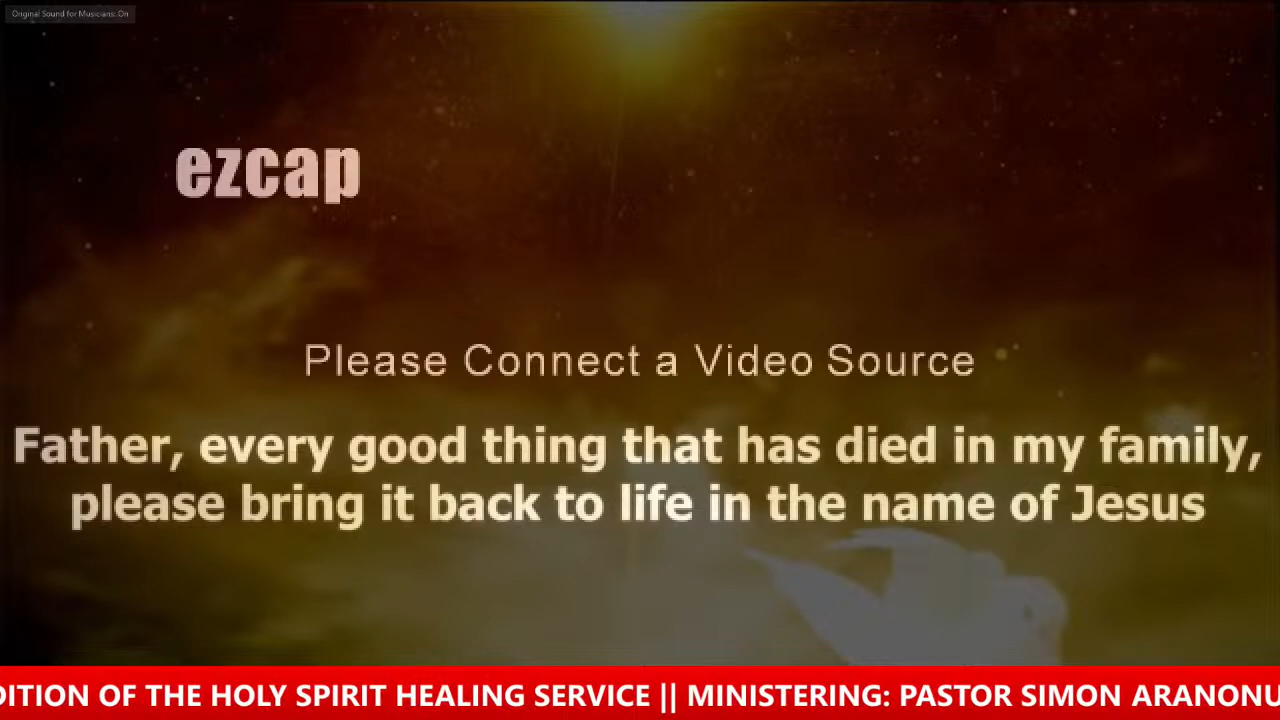 Original Sound for Musicians: On
ezcap
Please Connect a Video Source
Father, every good thing that has died in my family,
please bring it back to life in the name of Jesus
DITION OF THE HOLY SPIRIT HEALING SERVICE || MINISTERING: PASTOR SIMON ARANONU